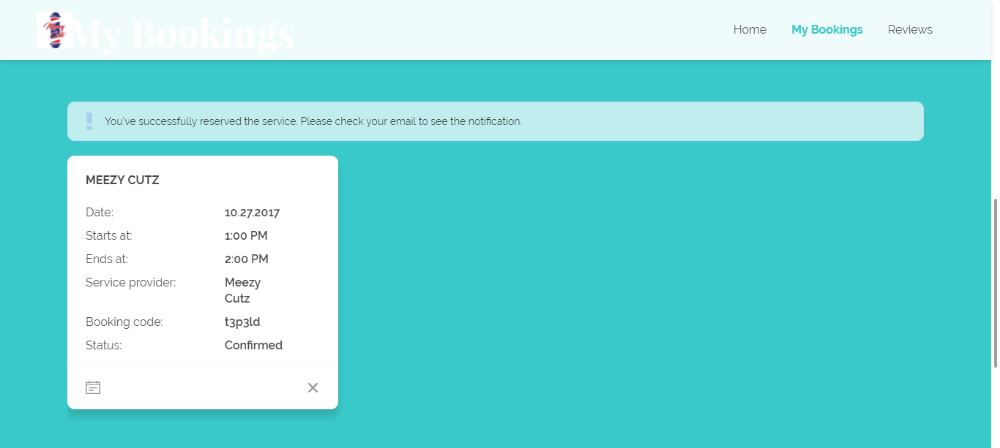 My Bookings
Home
My Bookings
Reviews
You've successfully reserved the service. Please check your email to see the notification.
MEEZY CUTZ
Date: 10.27.2017
Starts at: 1:00 PM
Ends at: 2:00 PM
Service provider: Meezy
Cutz
Booking code: t3p3ld
Status: Confirmed